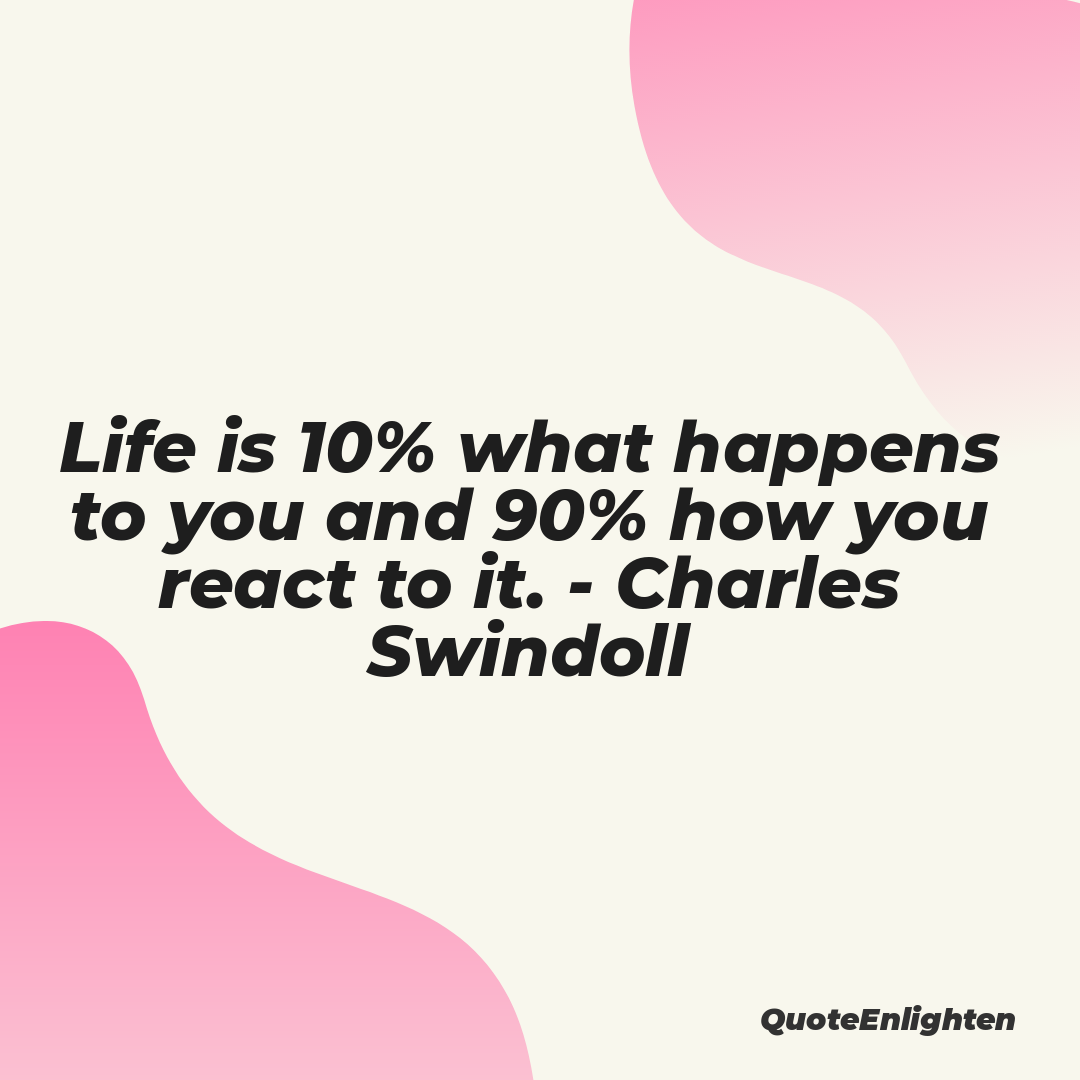 Life is 10% what happens
to you and 90% how you
react to it. - Charles
Swindoll
QuoteEnlighten